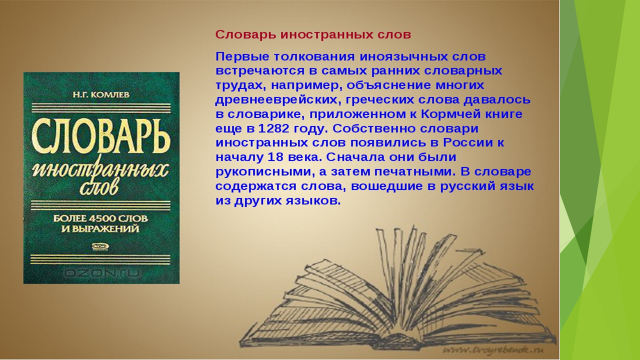 Словарь иностранных слов
Первые толкования иноязычных слов
встречаются в самых ранних словарных
трудах, например, объяснение многих
древнееврейских, греческих слова давалось
в словарике, приложенном к Кормчей книге
еще в 1282 году. Собственно словари
иностранных слов появились в России к
началу 18 века. Сначала они были
рукописными, а затем печатными. В словаре
содержатся слова, вошедшие в русский язык
из других языков.
Н.Г. КОМЛЕВ
СЛОВАРЬ
иностранных
слов
БОЛЕЕ 4500 СЛОВ
И ВЫРАЖЕНИЙ
OZON.RU